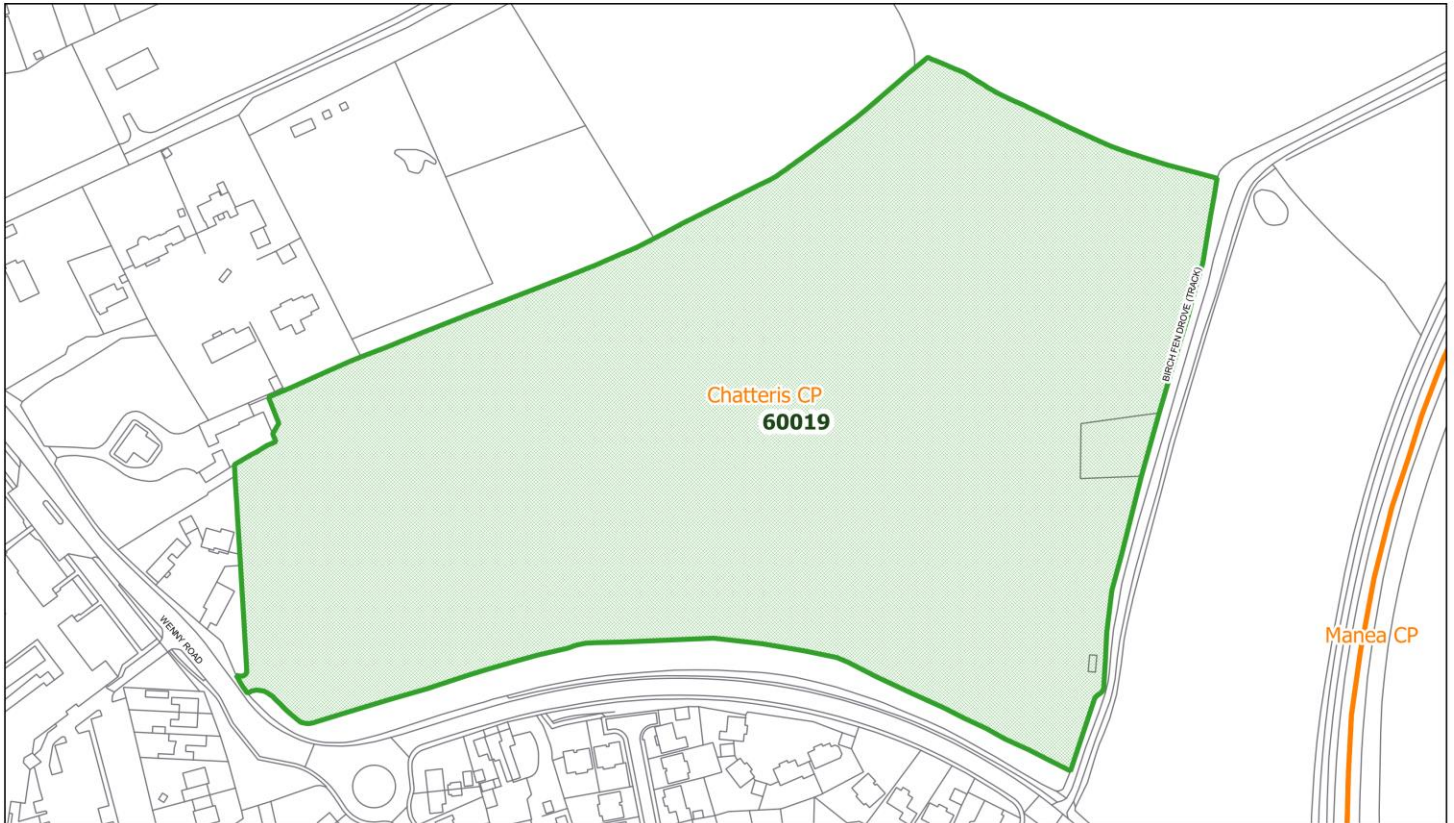 BIRCH FEN DROVE (TRACK)
Chatteris CP
60019
WENNY ROAD
Manea CP